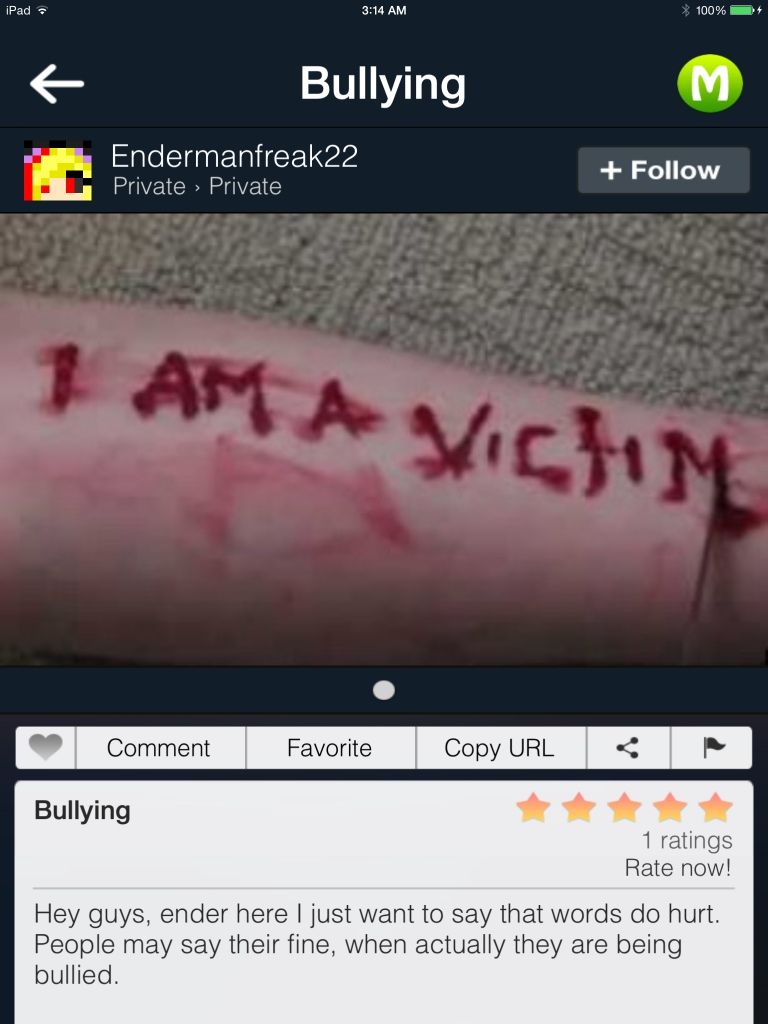 iPad 3:14 AM 100%
Bullying M
Endermanfreak22
Private › Private
+ Follow
I AM A VICTIM
Comment Favorite Copy URL
Bullying
1 ratings
Rate now!
Hey guys, ender here I just want to say that words do hurt.
People may say their fine, when actually they are being
bullied.